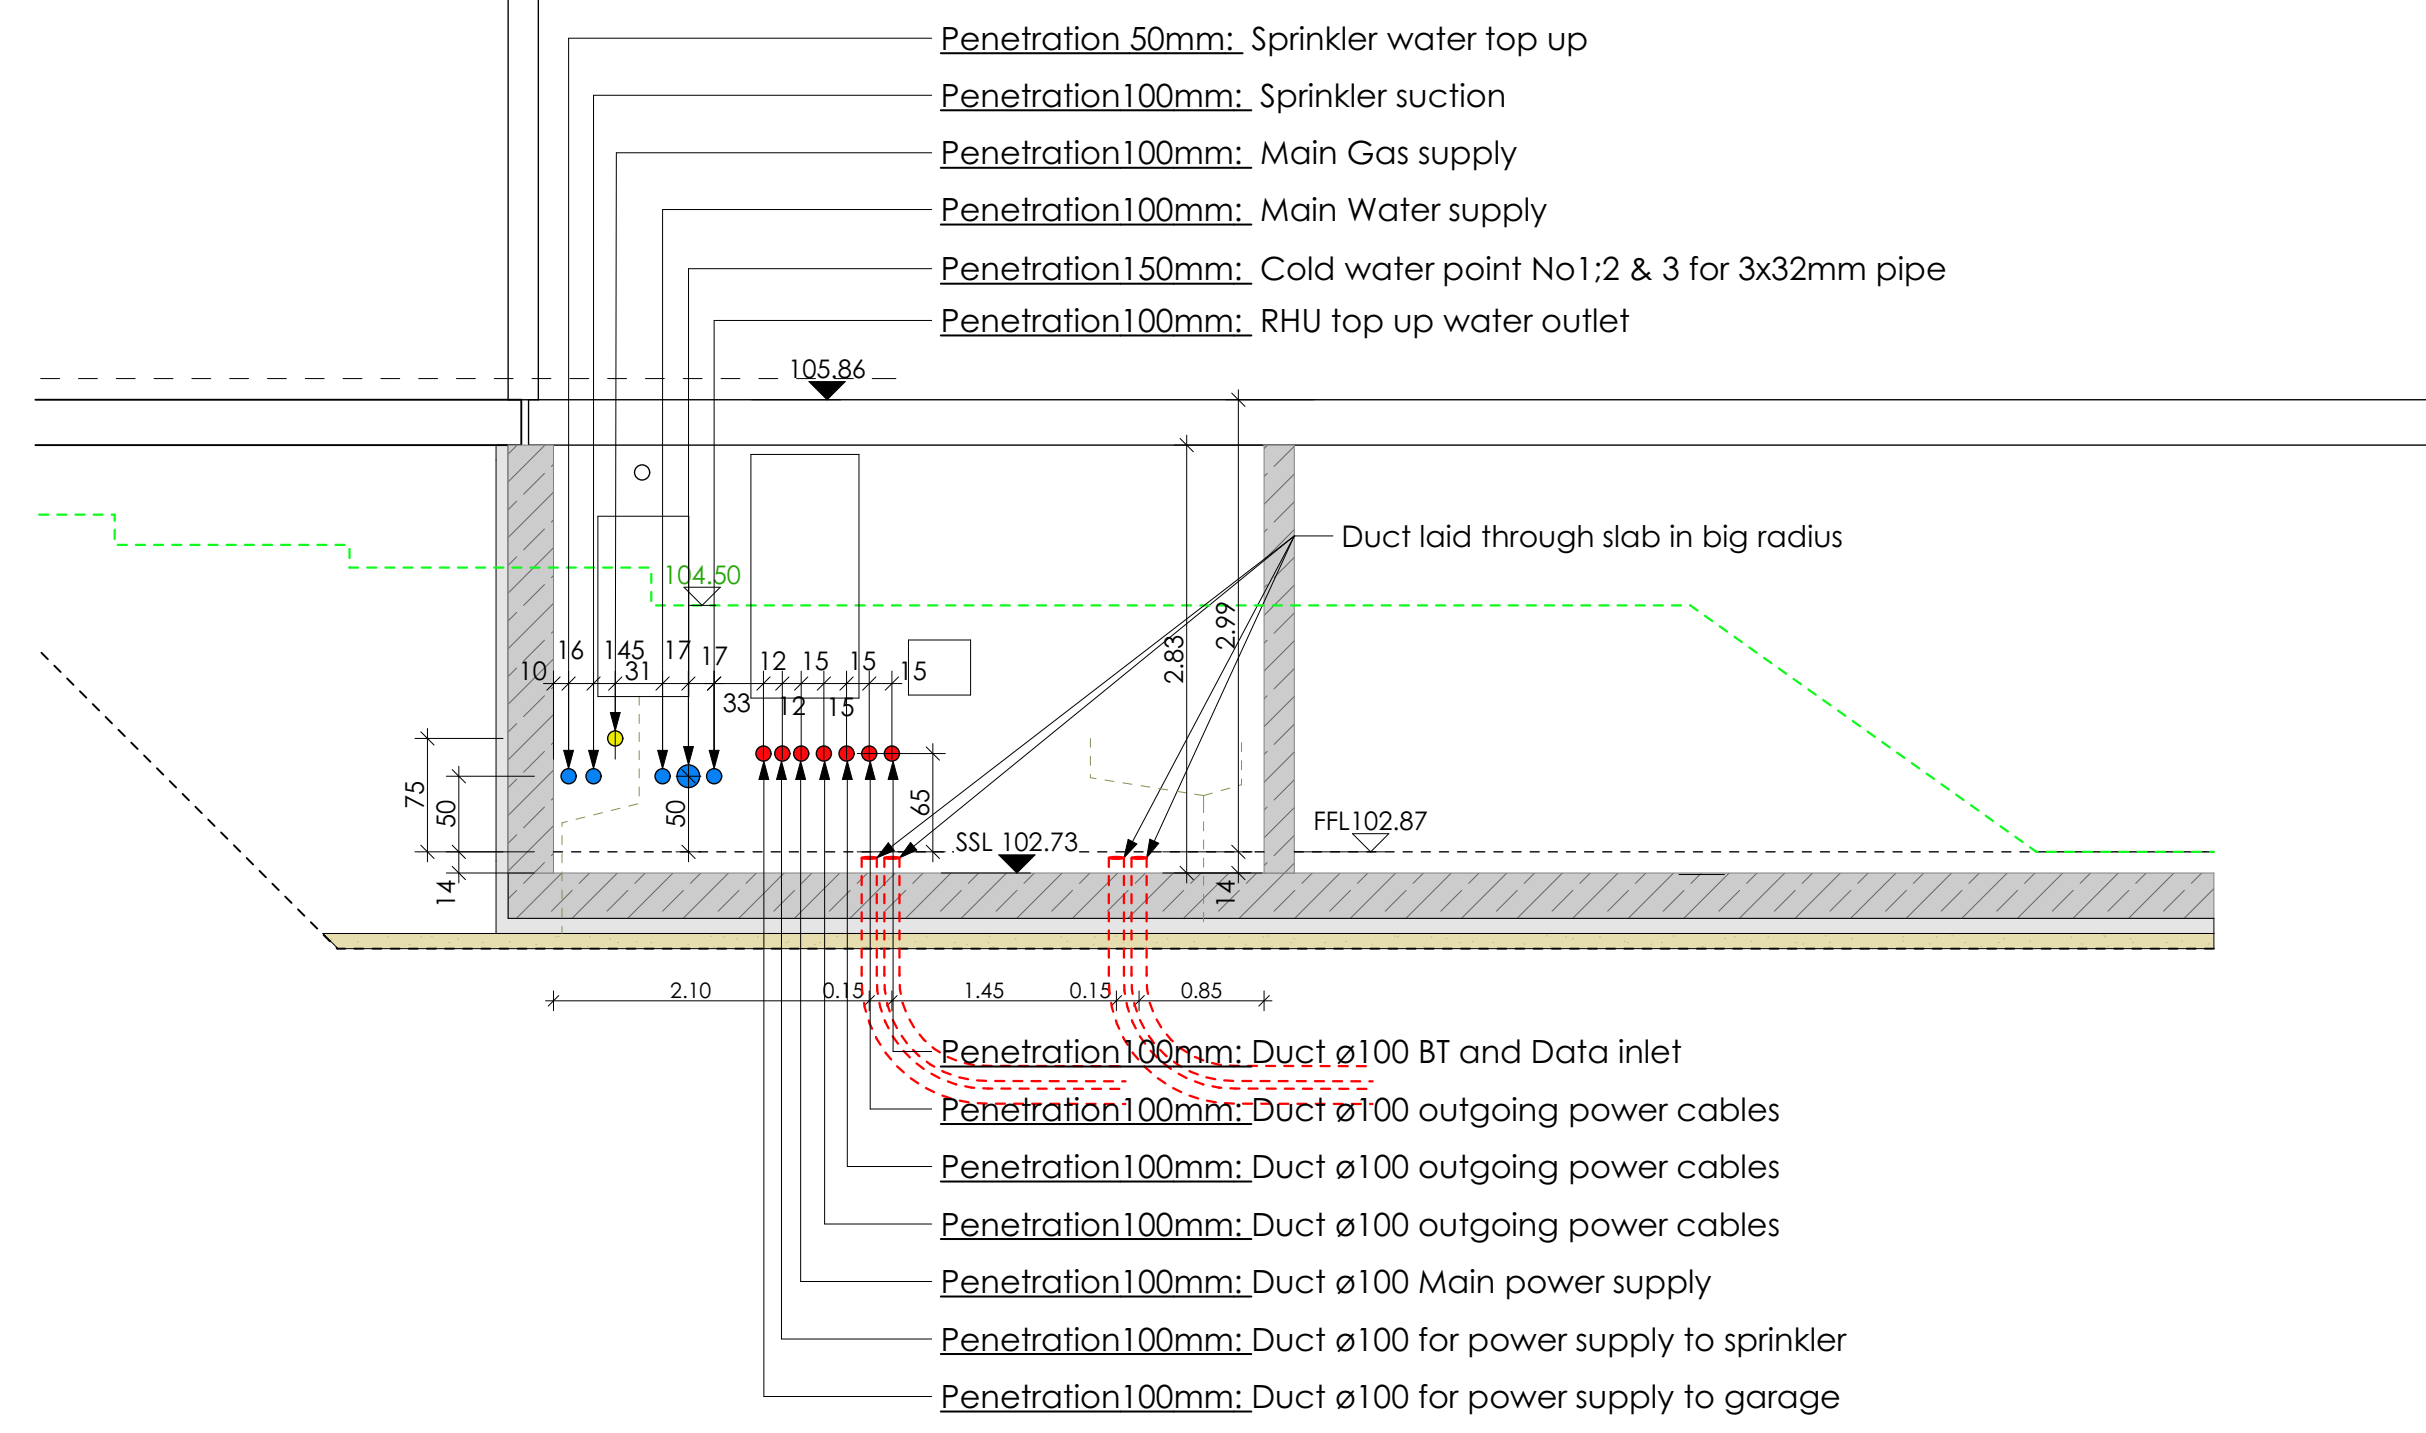 Penetration 50mm: Sprinkler water top up
Penetration100mm: Sprinkler suction
Penetration100mm: Main Gas supply
Penetration100mm: Main Water supply
Penetration150mm: Cold water point No1;2 & 3 for 3x32mm pipe
Penetration100mm: RHU top up water outlet
105.86
Duct laid through slab in big radius
104.50
2.99
2.83
16 145 17 17 12 15 15 15
10 31
33 12 15
75
50
50
65
FFL102.87
SSL 102.73
14
14
2.10 0.15 1.45 0.15 0.85
Penetration100mm: Duct ø100 BT and Data inlet
Penetration100mm: Duct ø100 outgoing power cables
Penetration100mm: Duct ø100 outgoing power cables
Penetration100mm: Duct ø100 outgoing power cables
Penetration100mm: Duct ø100 Main power supply
Penetration100mm: Duct ø100 for power supply to sprinkler
Penetration100mm: Duct ø100 for power supply to garage